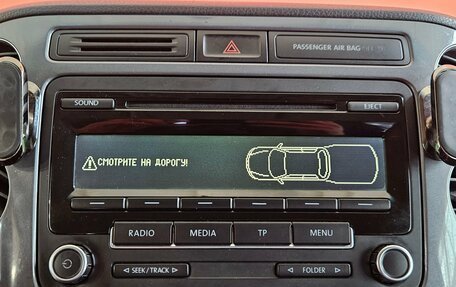 PASSENGER AIR BAG
SOUND
EJECT
СМОТРИТЕ НА ДОРОГУ!
RADIO
MEDIA
TP
MENU
SEEK / TRACK
FOLDER